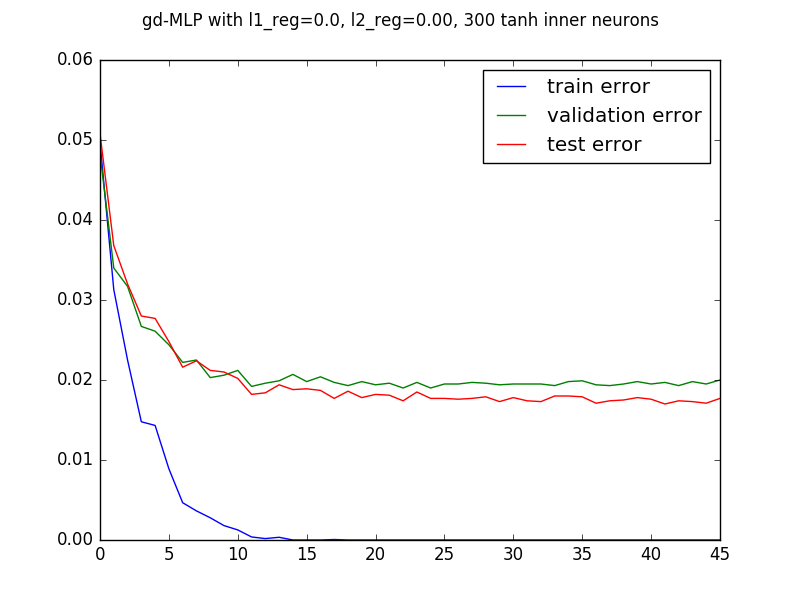 gd-MLP with l1_reg=0.0, l2_reg=0.00, 300 tanh inner neurons
0.06
train error
validation error
test error
0.05
0.04
0.03
0.02
0.01
0.00
0 5 10 15 20 25 30 35 40 45